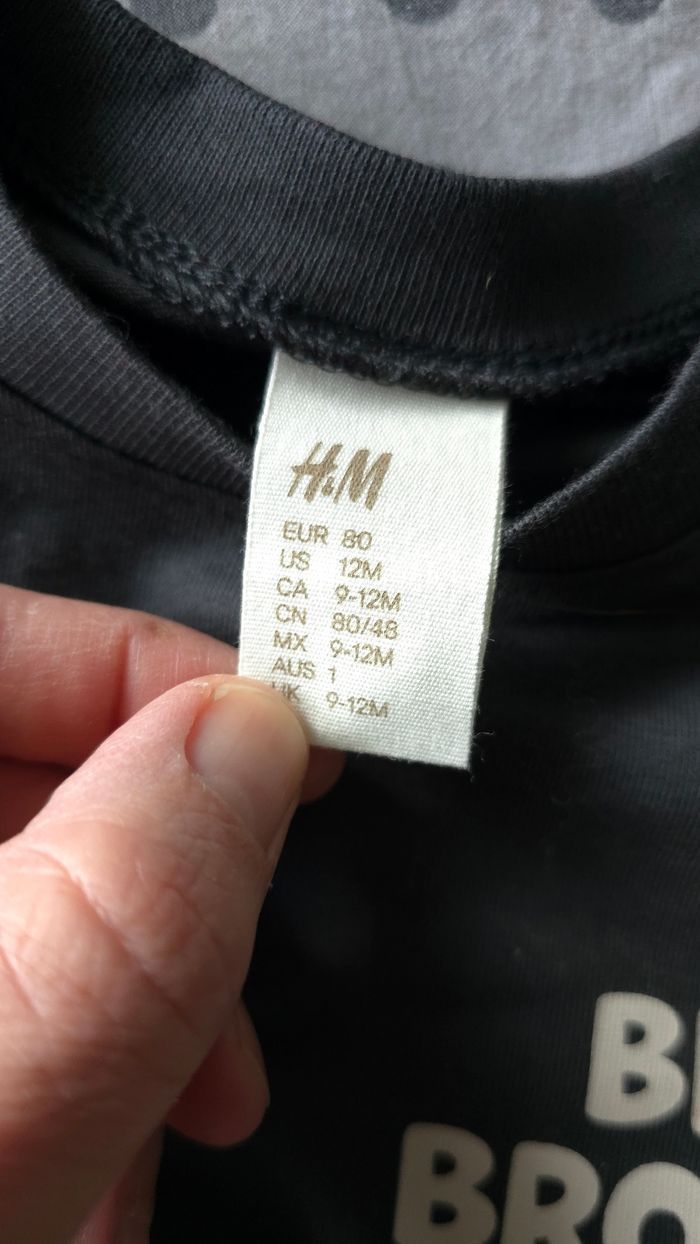 H&M
EUR 80
US 12M
CA 9-12M
CN 80/48
MX 9-12M
AUS 1
UK 9-12M